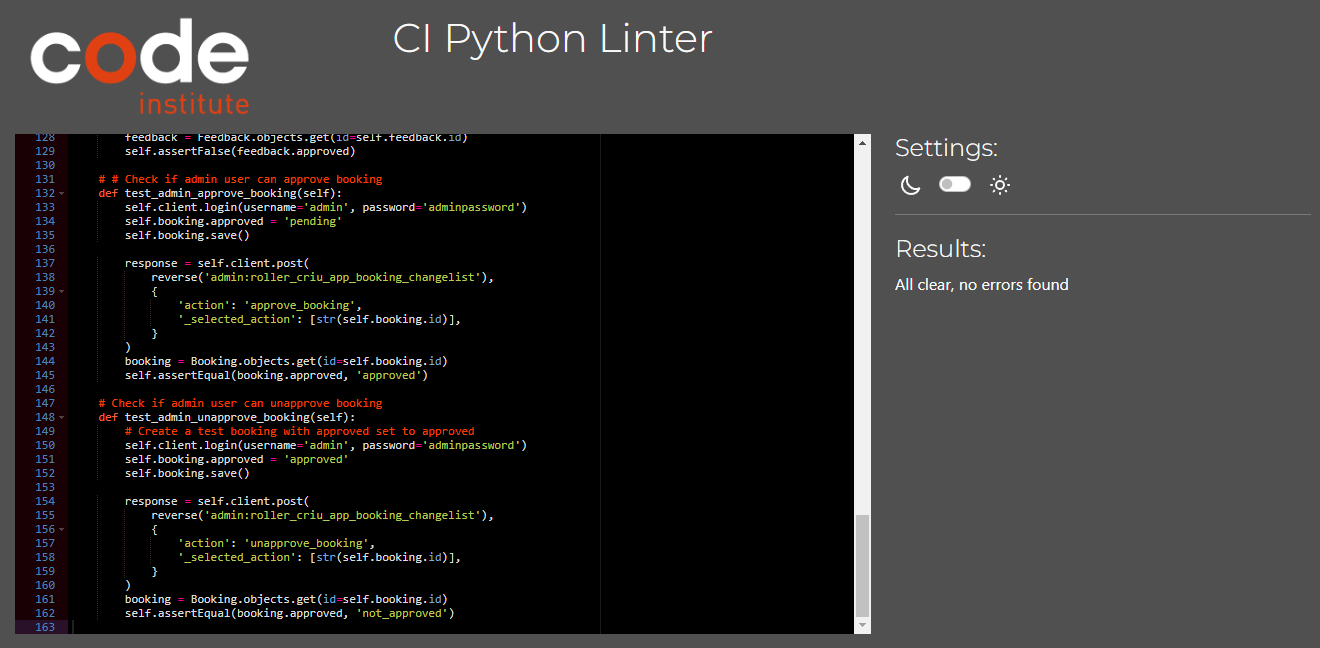 code
institute
CI Python Linter
128 feedback = Feedback.objects.get(id=self.feedback.id)
129 self.assertFalse(feedback.approved)
130
131 # # Check if admin user can approve booking
132 def test_admin_approve_booking(self):
133 self.client.login(username='admin', password='adminpassword')
134 self.booking.approved = 'pending'
135 self.booking.save()
136
137 response = self.client.post(
138 reverse('admin:roller_criu_app_booking_changelist'),
139 {
140 'action': 'approve_booking',
141 '_selected_action': [str(self.booking.id)],
142 }
143 )
144 booking = Booking.objects.get(id=self.booking.id)
145 self.assertEqual(booking.approved, 'approved')
146
147 # Check if admin user can unapprove booking
148 def test_admin_unapprove_booking(self):
149 # Create a test booking with approved set to approved
150 self.client.login(username='admin', password='adminpassword')
151 self.booking.approved = 'approved'
152 self.booking.save()
153
154 response = self.client.post(
155 reverse('admin:roller_criu_app_booking_changelist'),
156 {
157 'action': 'unapprove_booking',
158 '_selected_action': [str(self.booking.id)],
159 }
160 )
161 booking = Booking.objects.get(id=self.booking.id)
162 self.assertEqual(booking.approved, 'not_approved')
163
Settings:
Results:
All clear, no errors found